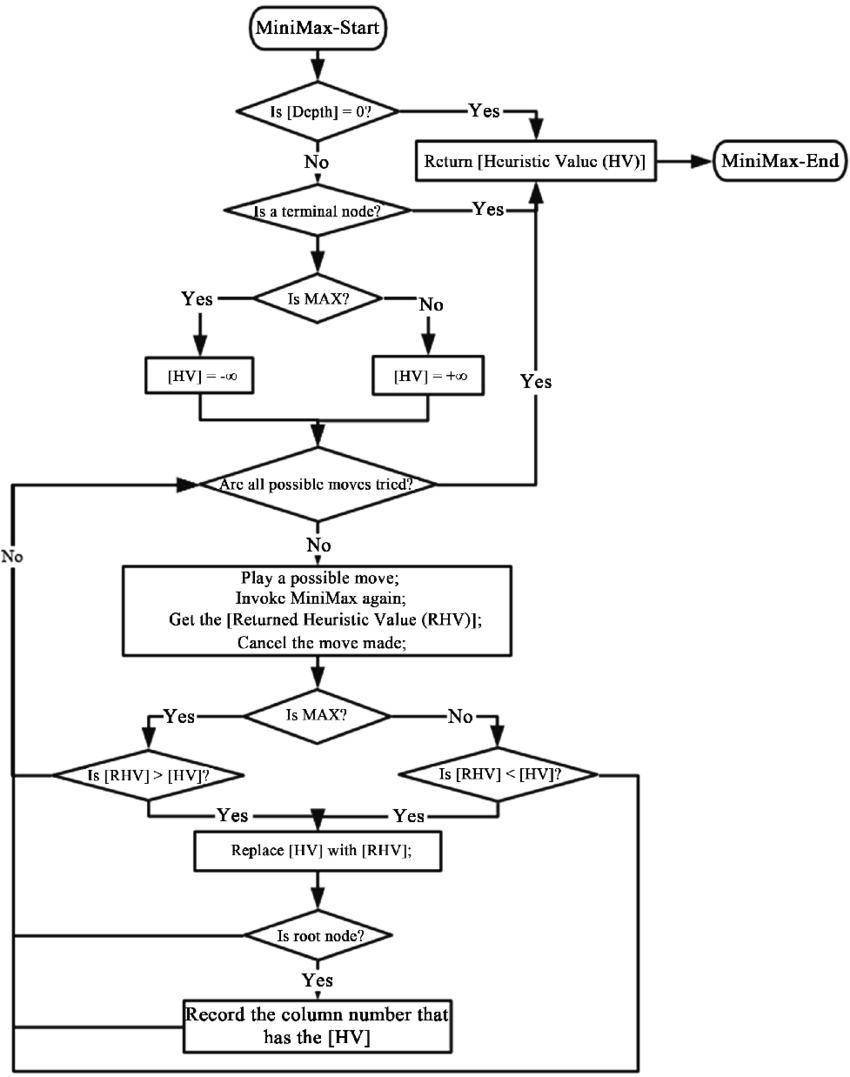 MiniMax-Start
Is [Depth] = 0?
Yes
No
Return [Heuristic Value (HV)]
MiniMax-End
Is a terminal node?
Yes
Is MAX?
Yes
No
[HV] = -∞
[HV] = +∞
Yes
Are all possible moves tried?
No
No
Play a possible move;
Invoke MiniMax again;
Get the [Returned Heuristic Value (RHV)];
Cancel the move made;
Is MAX?
Yes
No
Is [RHV] > [HV]?
Is [RHV] < [HV]?
Yes
Yes
Replace [HV] with [RHV];
Is root node?
Yes
Record the column number that
has the [HV]